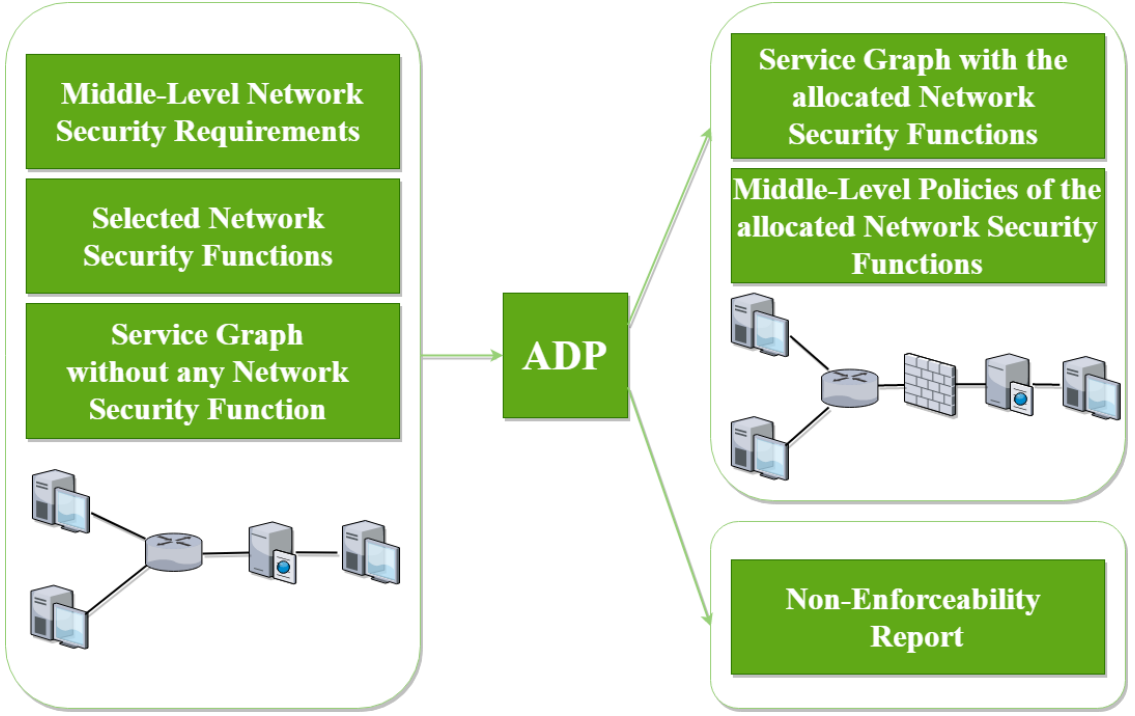 Middle-Level Network
Security Requirements
Selected Network
Security Functions
Service Graph
without any Network
Security Function
ADP
Service Graph with the
allocated Network
Security Functions
Middle-Level Policies of the
allocated Network Security
Functions
Non-Enforceability
Report